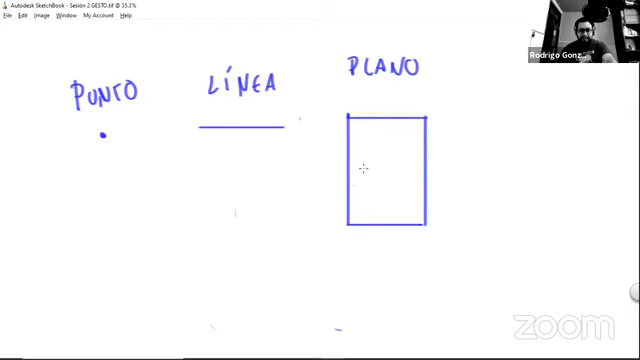 Autodesk SketchBook - Sesión 2 GESTO.tif @ 35.3%
File Edit Image Window My Account Help
Rodrigo Gonz...
PUNTO LÍNEA PLANO
zoom